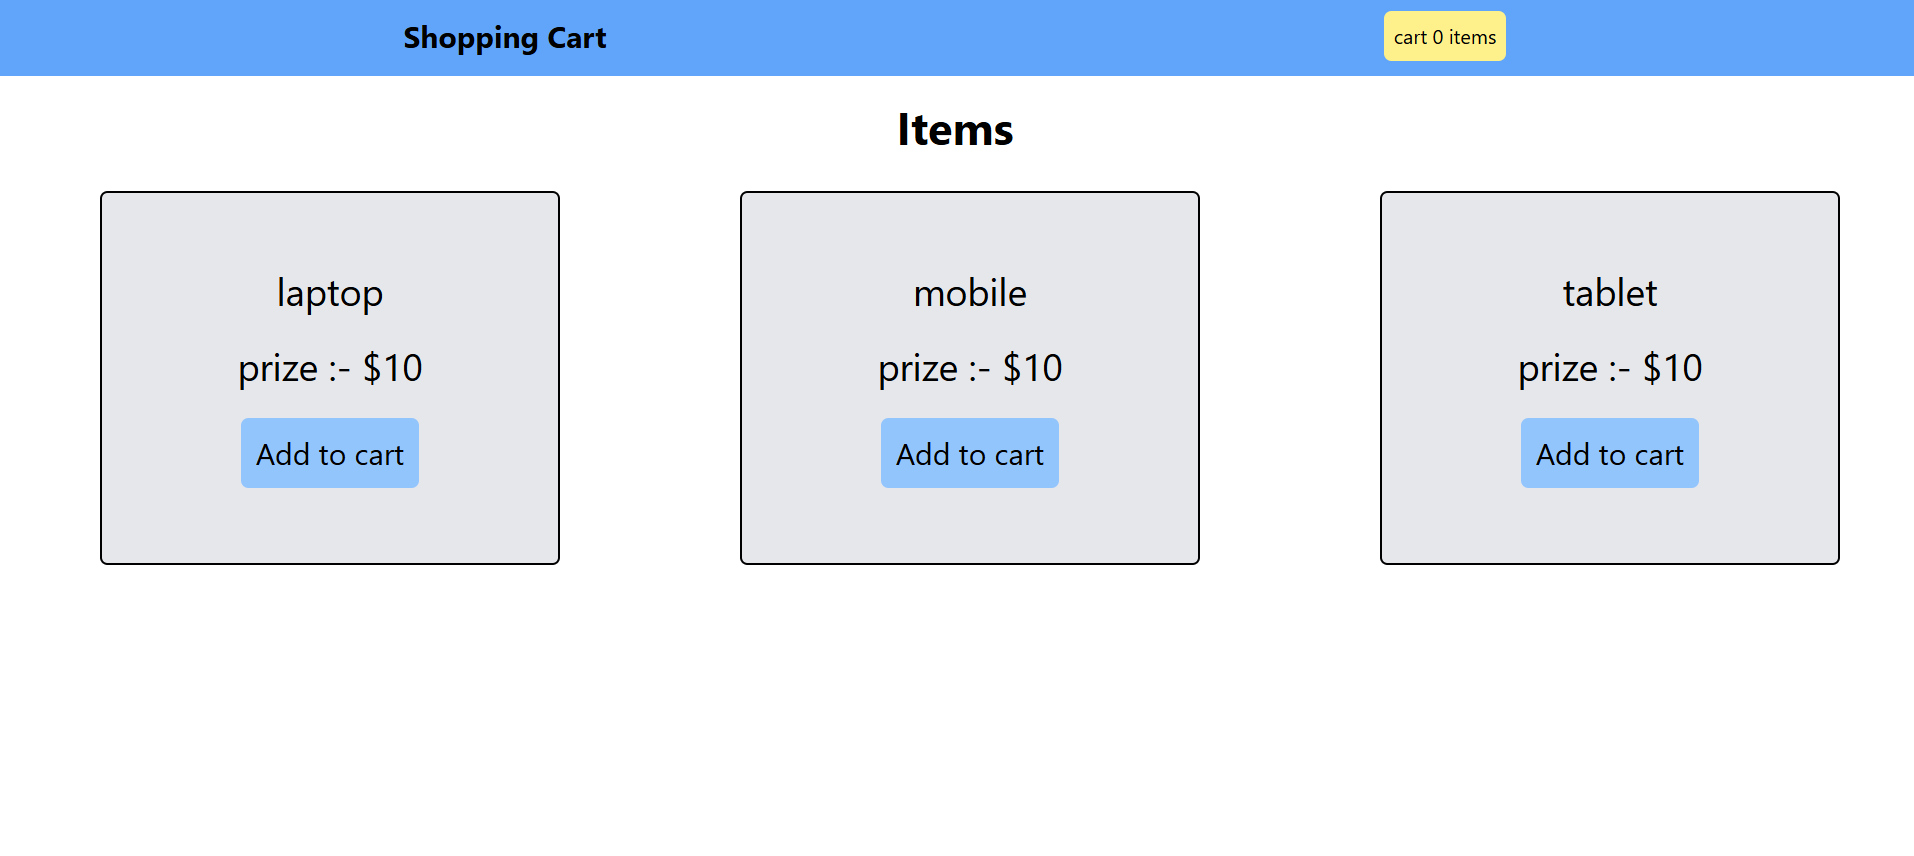 Shopping Cart
cart 0 items
Items
laptop
prize :- $10
Add to cart
mobile
prize :- $10
Add to cart
tablet
prize :- $10
Add to cart